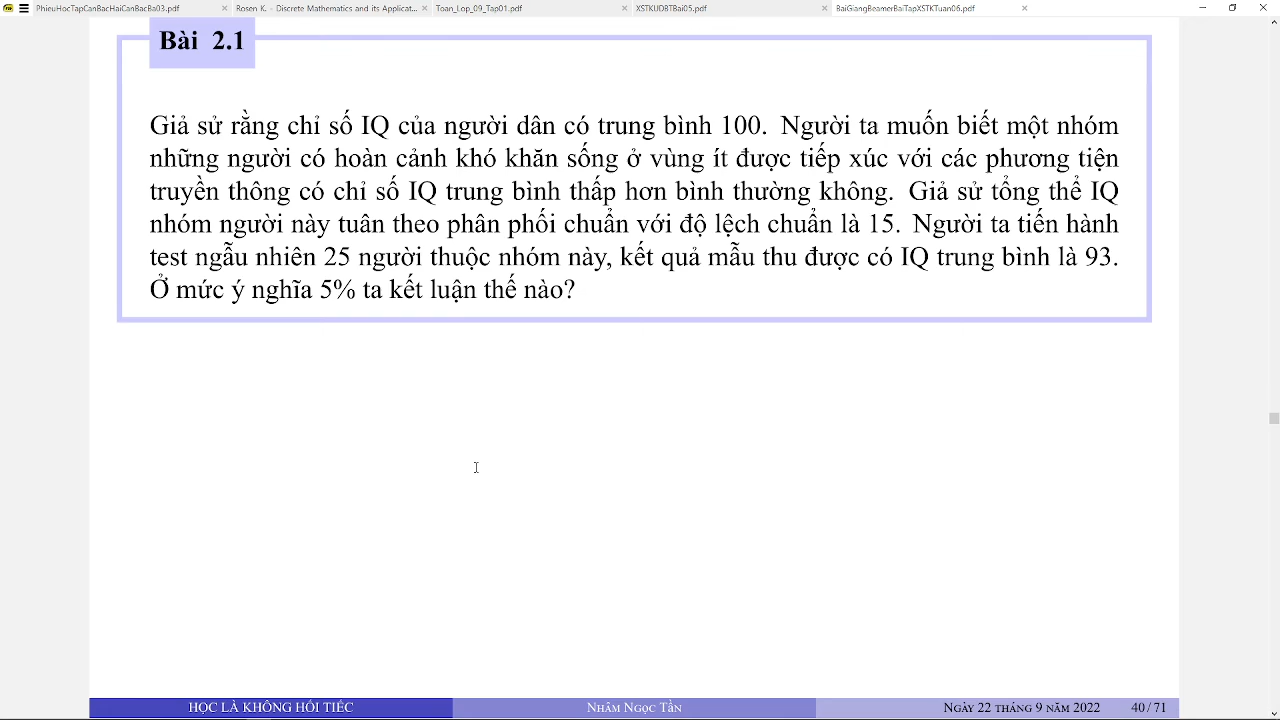 PhieuHocTapCanBacHaiCanBacBa03.pdf
Rosen K. - Discrete Mathematics and its Applicat...
Toan_Lop_09_Tap01.pdf
XSTKUDBTBai05.pdf
BaiGiangBeamerBaiTapXSTKTuan06.pdf
Bài 2.1
Giả sử rằng chỉ số IQ của người dân có trung bình 100. Người ta muốn biết một nhóm
những người có hoàn cảnh khó khăn sống ở vùng ít được tiếp xúc với các phương tiện
truyền thông có chỉ số IQ trung bình thấp hơn bình thường không. Giả sử tổng thể IQ
nhóm người này tuân theo phân phối chuẩn với độ lệch chuẩn là 15. Người ta tiến hành
test ngẫu nhiên 25 người thuộc nhóm này, kết quả mẫu thu được có IQ trung bình là 93.
Ở mức ý nghĩa 5% ta kết luận thế nào?
HỌC LÀ KHÔNG HỐI TIẾC
NHÂM NGỌC TẦN
NGÀY 22 THÁNG 9 NĂM 2022
40/71